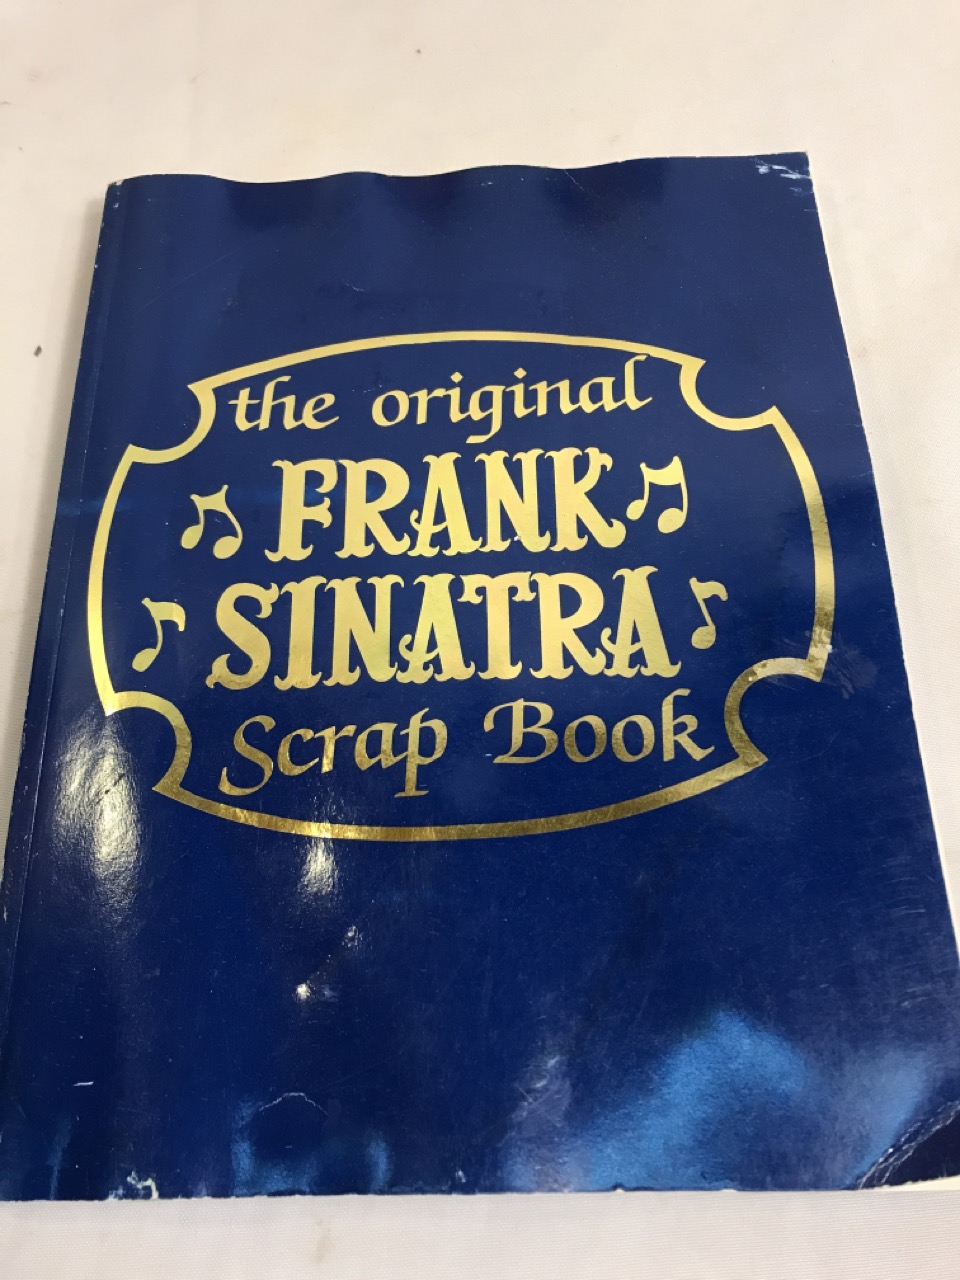 the original
FRANK
SINATRA
Scrap Book